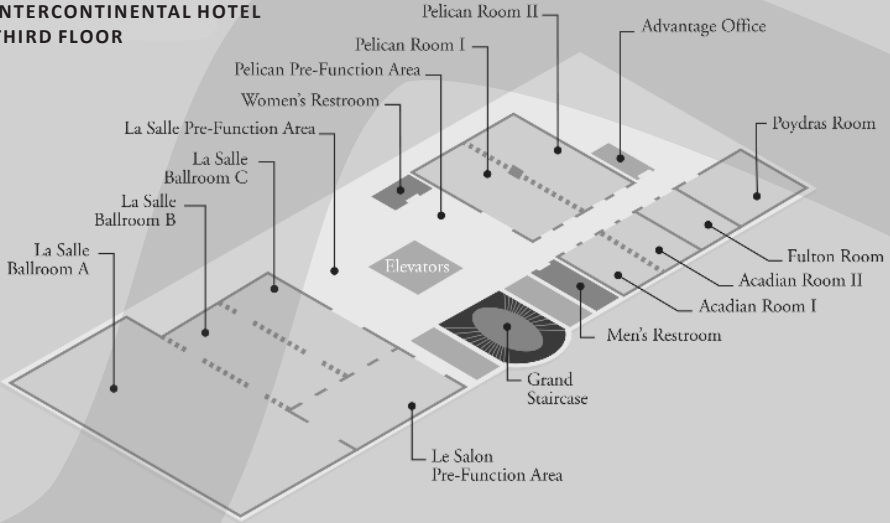 INTERCONTINENTAL HOTEL
THIRD FLOOR
Pelican Room II
Advantage Office
Pelican Room I
Pelican Pre-Function Area
Women's Restroom
La Salle Pre-Function Area
Poydras Room
La Salle
Ballroom C
La Salle
Ballroom B
La Salle
Ballroom A
Elevators
Fulton Room
Acadian Room II
Acadian Room I
Men's Restroom
Grand
Staircase
Le Salon
Pre-Function Area